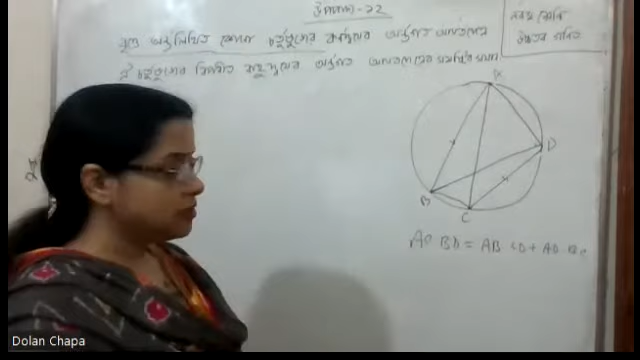 উপপাদ্য-১২
নবম শ্রেণি
উচ্চতর গণিত
বৃত্তে অন্তর্লিখিত কোনো চতুর্ভুজের কর্ণদ্বয়ের অন্তর্গত আয়তক্ষেত্র
ঐ চতুর্ভুজের বিপরীত বাহুদ্বয়ের অন্তর্গত আয়তক্ষেত্রের সমষ্টির সমান
A
D
B
C
AC BD = AB CD + AD BC
Dolan Chapa